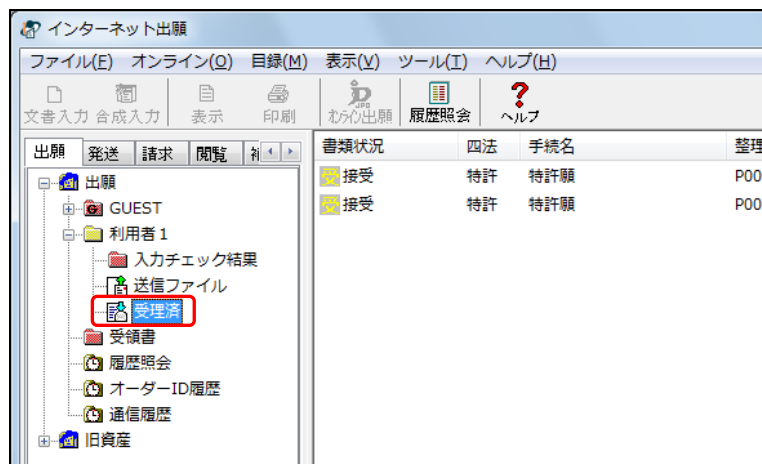 インターネット出願
ファイル(F) オンライン(O) 目録(M) 表示(V) ツール(T) ヘルプ(H)
文書入力 合成入力 表示 印刷 オンライン出願 履歴照会 ヘルプ
出願 発送 請求 閲覧
書類状況 四法 手続名 整理
受 接受 特許 特許願 P00
受 接受 特許 特許願 P00
出願
GUEST
利用者1
入力チェック結果
送信ファイル
受理済
受領書
履歴照会
オーダーID履歴
通信履歴
旧資産